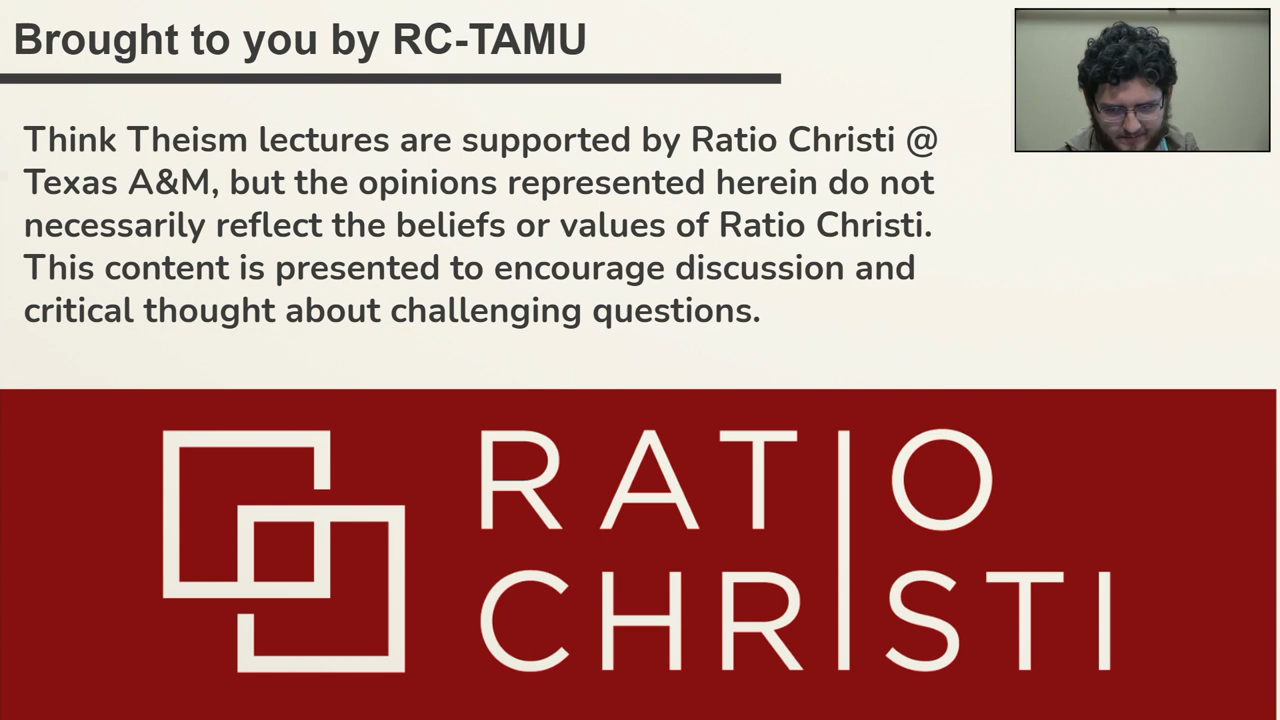 Brought to you by RC-TAMU
Think Theism lectures are supported by Ratio Christi @
Texas A&M, but the opinions represented herein do not
necessarily reflect the beliefs or values of Ratio Christi.
This content is presented to encourage discussion and
critical thought about challenging questions.
RATIO
CHRISTI